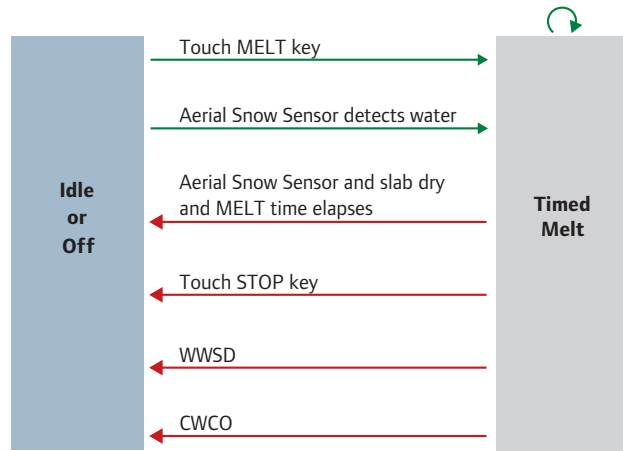 Touch MELT key
Aerial Snow Sensor detects water
Idle
or
Off
Aerial Snow Sensor and slab dry
and MELT time elapses
Timed
Melt
Touch STOP key
WWSD
CWCO